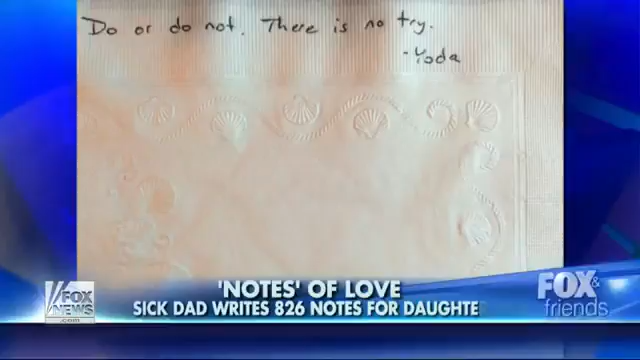 Do or do not. There is no try.
-Yoda
'NOTES' OF LOVE
SICK DAD WRITES 826 NOTES FOR DAUGHTE
FOX
NEWS
.com
FOX &
friends